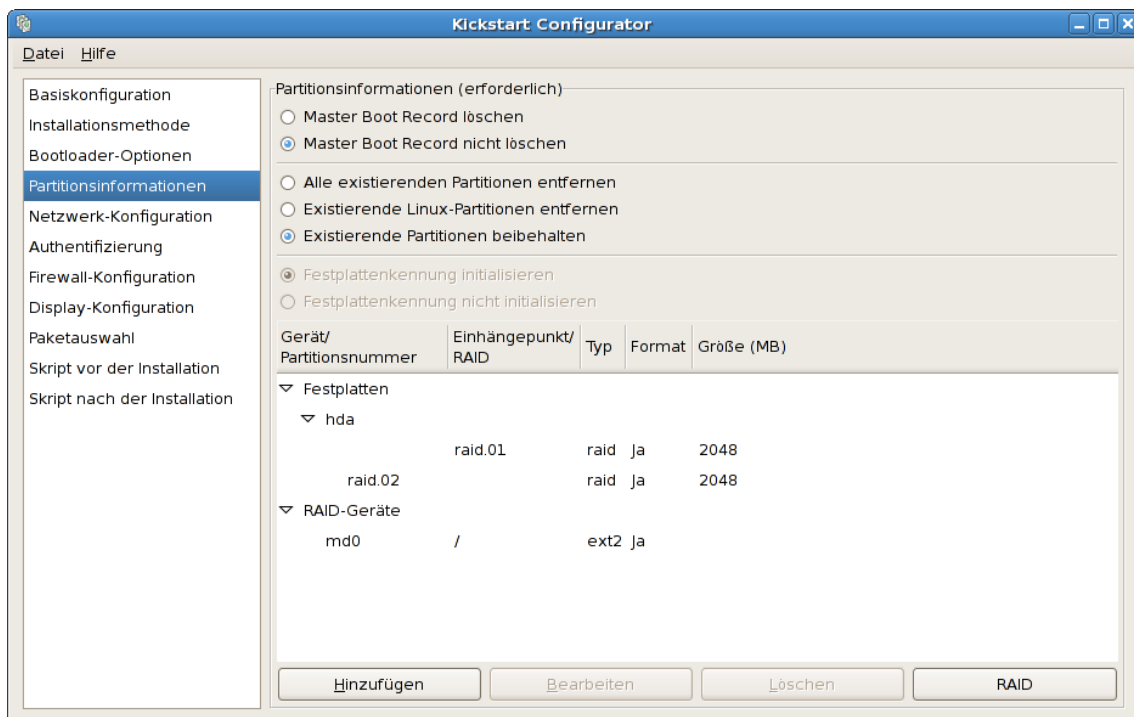 Kickstart Configurator
Datei Hilfe
Basiskonfiguration
Installationsmethode
Bootloader-Optionen
Partitionsinformationen
Netzwerk-Konfiguration
Authentifizierung
Firewall-Konfiguration
Display-Konfiguration
Paketauswahl
Skript vor der Installation
Skript nach der Installation
Partitionsinformationen (erforderlich)
Master Boot Record löschen
Master Boot Record nicht löschen
Alle existierenden Partitionen entfernen
Existierende Linux-Partitionen entfernen
Existierende Partitionen beibehalten
Festplattenkennung initialisieren
Festplattenkennung nicht initialisieren
Gerät/ Einhängepunkt/
Partitionsnummer RAID Typ Format Größe (MB)
Festplatten
hda
raid.01 raid Ja 2048
raid.02 raid Ja 2048
RAID-Geräte
md0 / ext2 Ja
Hinzufügen Bearbeiten Löschen RAID